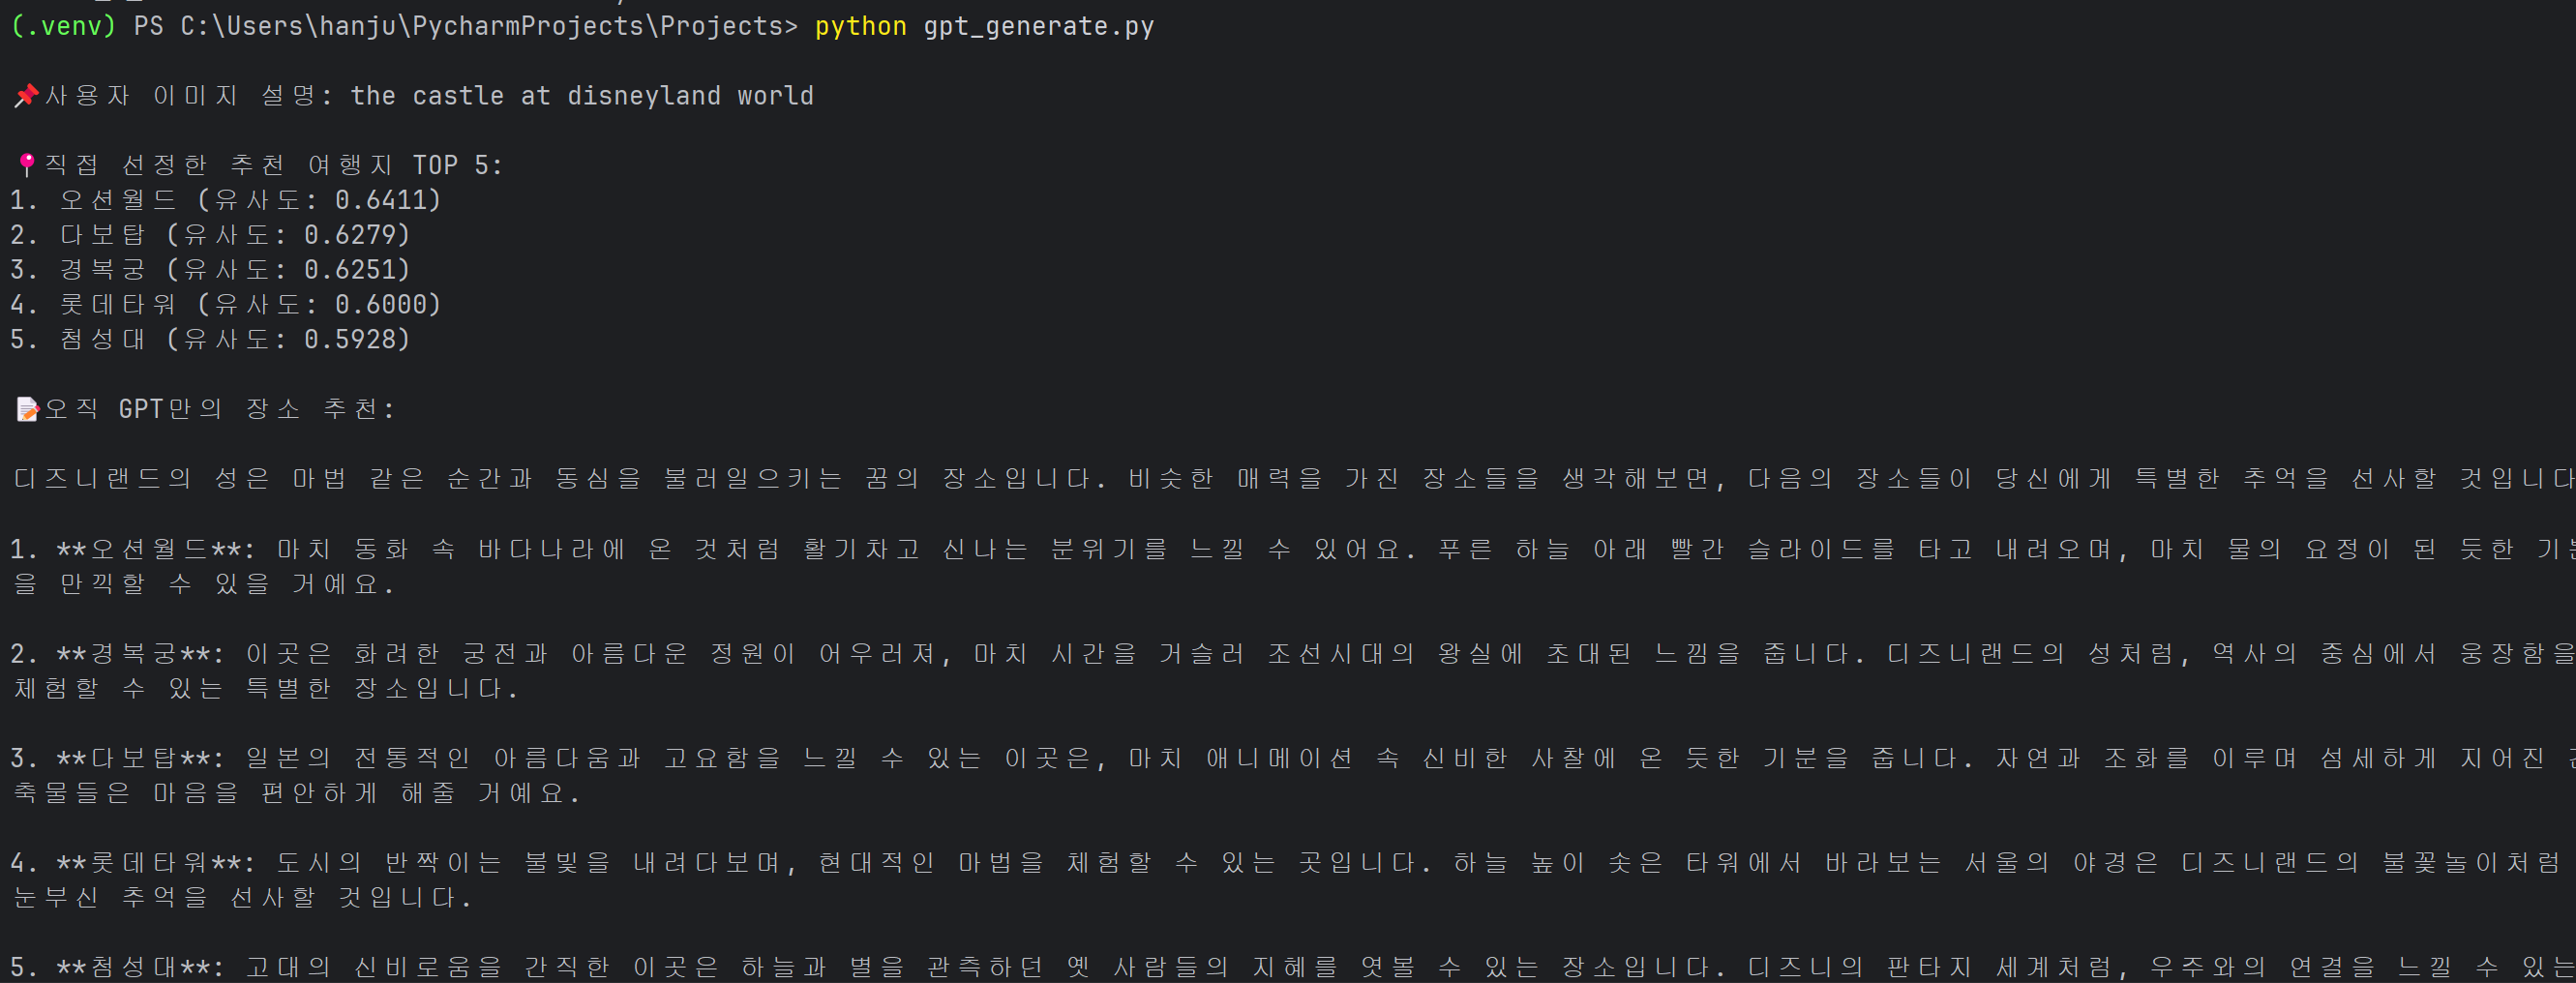 (.venv) PS C:\Users\hanju\PycharmProjects\Projects> python gpt_generate.py
📌사용자 이미지 설명: the castle at disneyland world
📍직접 선정한 추천 여행지 TOP 5:
1. 오션월드 (유사도: 0.6411)
2. 다보탑 (유사도: 0.6279)
3. 경복궁 (유사도: 0.6251)
4. 롯데타워 (유사도: 0.6000)
5. 첨성대 (유사도: 0.5928)
📝오직 GPT만의 장소 추천:
디즈니랜드의 성은 마법 같은 순간과 동심을 불러일으키는 꿈의 장소입니다. 비슷한 매력을 가진 장소들을 생각해보면, 다음의 장소들이 당신에게 특별한 추억을 선사할 것입니다
1. **오션월드**: 마치 동화 속 바다나라에 온 것처럼 활기차고 신나는 분위기를 느낄 수 있어요. 푸른 하늘 아래 빨간 슬라이드를 타고 내려오며, 마치 물의 요정이 된 듯한 기분
을 만끽할 수 있을 거예요.
2. **경복궁**: 이곳은 화려한 궁전과 아름다운 정원이 어우러져, 마치 시간을 거슬러 조선시대의 왕실에 초대된 느낌을 줍니다. 디즈니랜드의 성처럼, 역사의 중심에서 웅장함을
체험할 수 있는 특별한 장소입니다.
3. **다보탑**: 일본의 전통적인 아름다움과 고요함을 느낄 수 있는 이곳은, 마치 애니메이션 속 신비한 사찰에 온 듯한 기분을 줍니다. 자연과 조화를 이루며 섬세하게 지어진
축물들은 마음을 편안하게 해줄 거예요.
4. **롯데타워**: 도시의 반짝이는 불빛을 내려다보며, 현대적인 마법을 체험할 수 있는 곳입니다. 하늘 높이 솟은 타워에서 바라보는 서울의 야경은 디즈니랜드의 불꽃놀이처럼
눈부신 추억을 선사할 것입니다.
5. **첨성대**: 고대의 신비로움을 간직한 이곳은 하늘과 별을 관측하던 옛 사람들의 지혜를 엿볼 수 있는 장소입니다. 디즈니의 판타지 세계처럼, 우주와의 연결을 느낄 수 있는